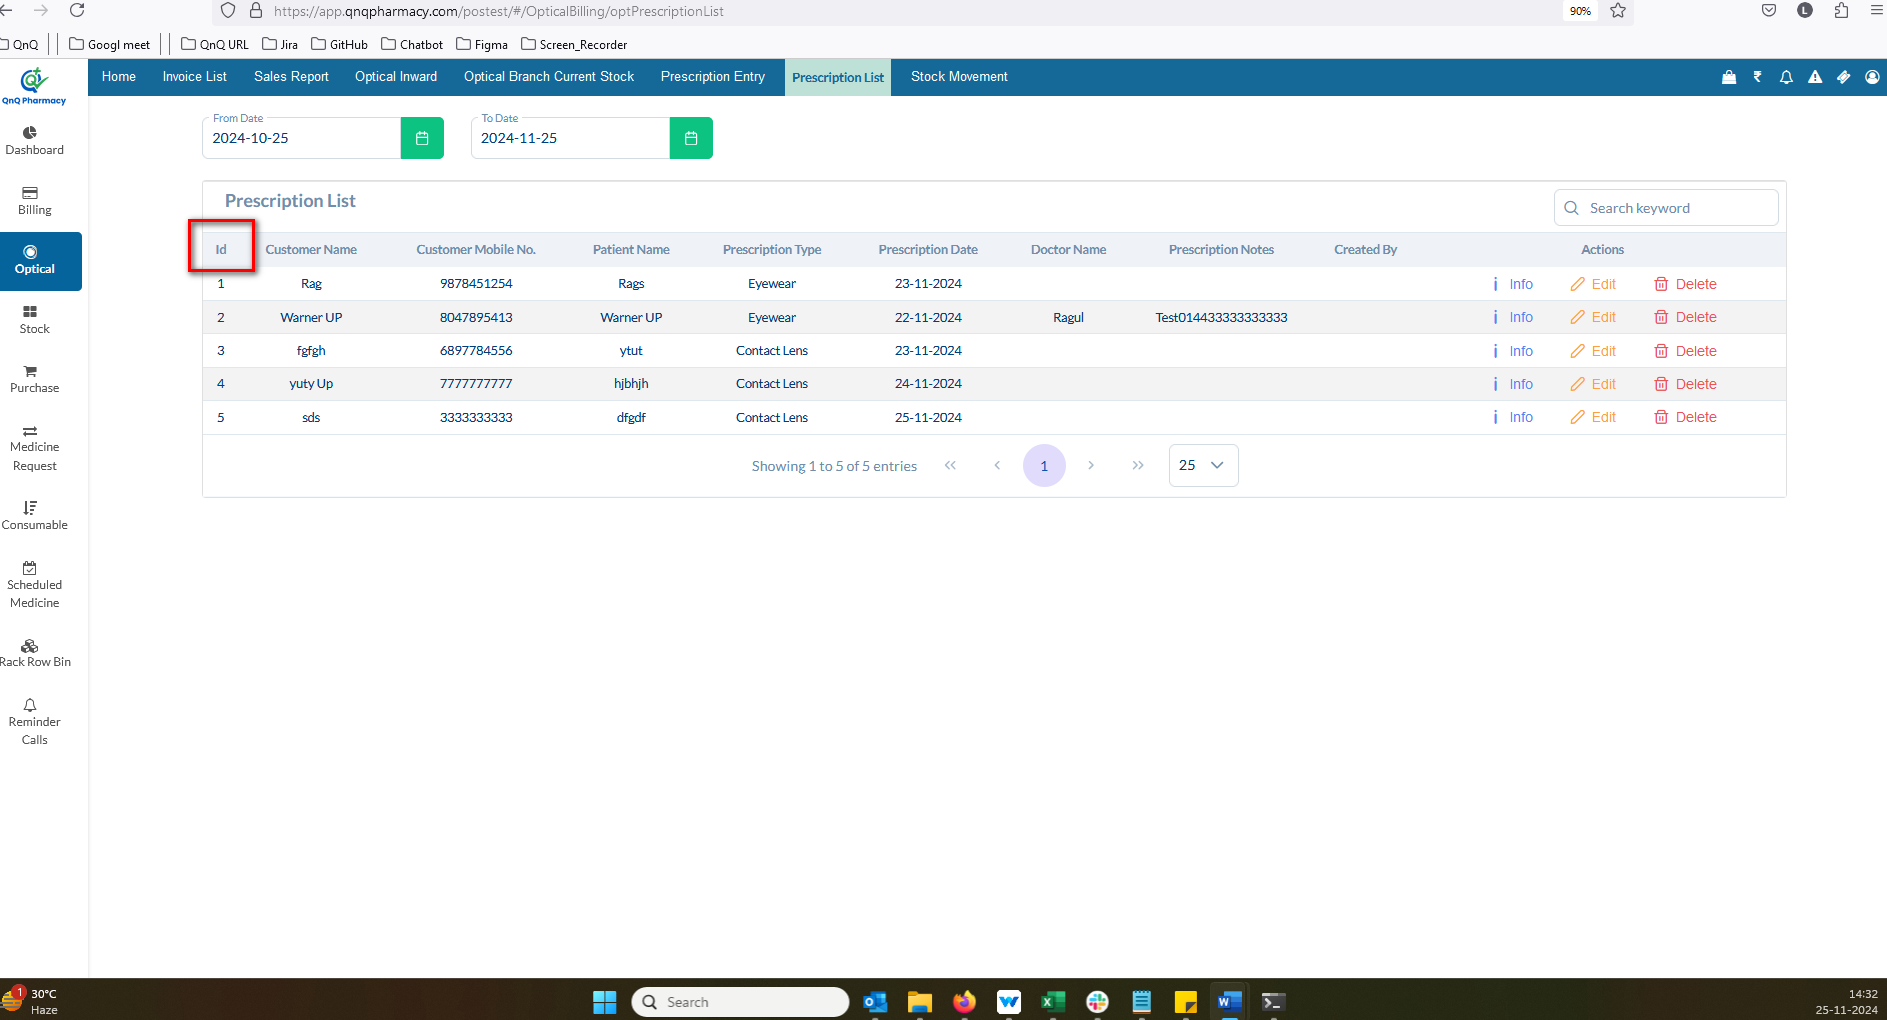 https://app.qnqpharmacy.com/postest/#/OpticalBilling/optPrescriptionList 90% L
QnQ Googl meet QnQ URL Jira GitHub Chatbot Figma Screen_Recorder
QnQ Pharmacy
Home Invoice List Sales Report Optical Inward Optical Branch Current Stock Prescription Entry Prescription List Stock Movement ₹
Dashboard
Billing
Optical
Stock
Purchase
Medicine
Request
Consumable
Scheduled
Medicine
Rack Row Bin
Reminder
Calls
From Date To Date
2024-10-25 2024-11-25
Prescription List Search keyword
Id Customer Name Customer Mobile No. Patient Name Prescription Type Prescription Date Doctor Name Prescription Notes Created By Actions
1 Rag 9878451254 Rags Eyewear 23-11-2024 Info Edit Delete
2 Warner UP 8047895413 Warner UP Eyewear 22-11-2024 Ragul Test014433333333333 Info Edit Delete
3 fgfgh 6897784556 ytut Contact Lens 23-11-2024 Info Edit Delete
4 yuty Up 7777777777 hjbhjh Contact Lens 24-11-2024 Info Edit Delete
5 sds 3333333333 dfgdf Contact Lens 25-11-2024 Info Edit Delete
Showing 1 to 5 of 5 entries 1 25
1 30°C
Haze
Search
14:32
25-11-2024